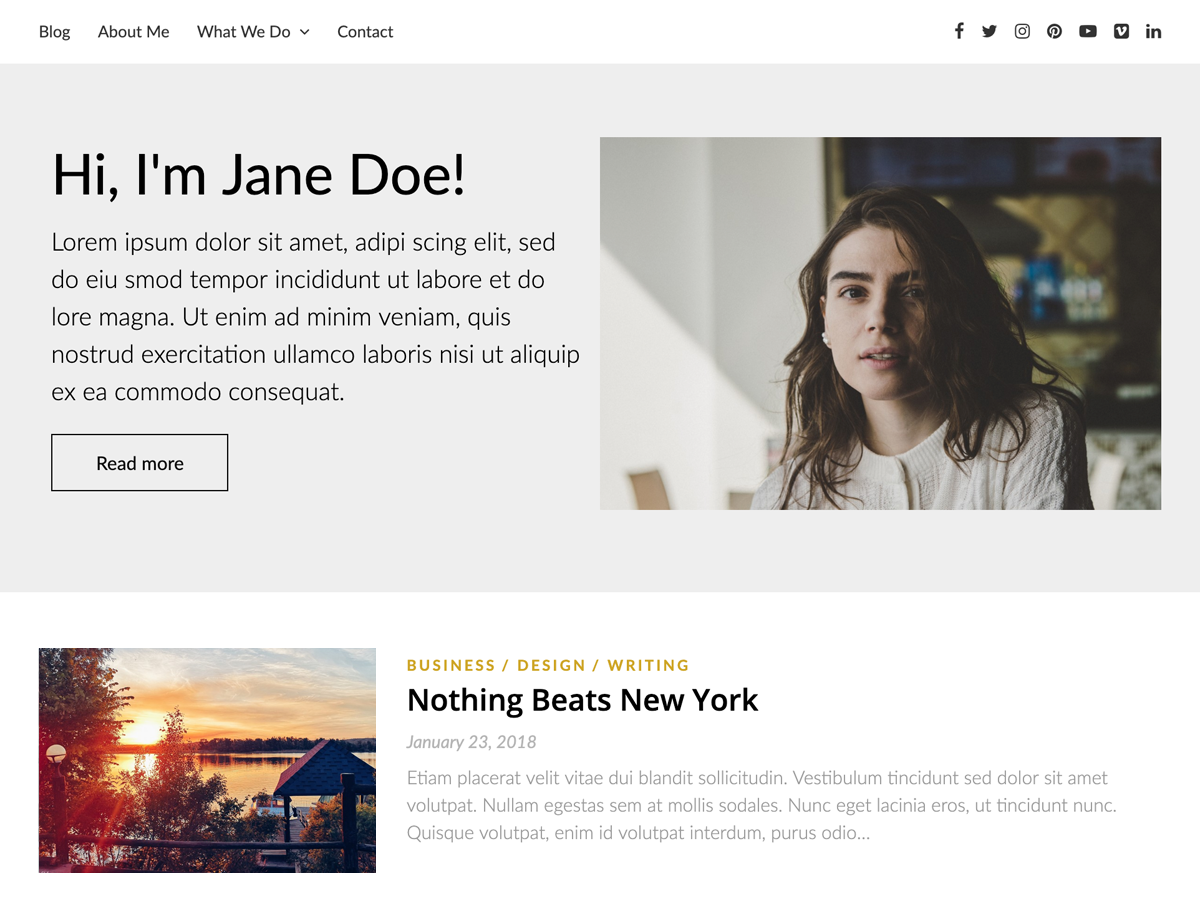 Blog About Me What We Do Contact
Hi, I'm Jane Doe!
Lorem ipsum dolor sit amet, adipi scing elit, sed
do eiu smod tempor incididunt ut labore et do
lore magna. Ut enim ad minim veniam, quis
nostrud exercitation ullamco laboris nisi ut aliquip
ex ea commodo consequat.
Read more
BUSINESS / DESIGN / WRITING
Nothing Beats New York
January 23, 2018
Etiam placerat velit vitae dui blandit sollicitudin. Vestibulum tincidunt sed dolor sit amet
volutpat. Nullam egestas sem at mollis sodales. Nunc eget lacinia eros, ut tincidunt nunc.
Quisque volutpat, enim id volutpat interdum, purus odio...